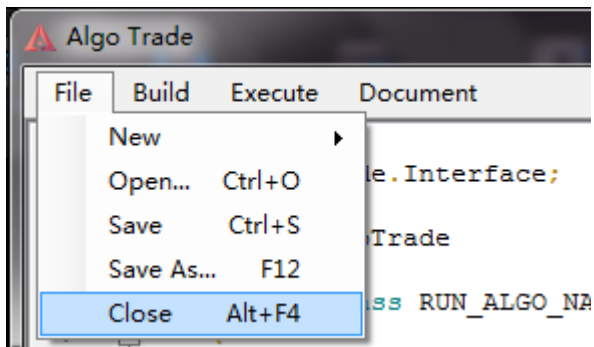 Algo Trade
File Build Execute Document
New
Open... Ctrl+O
le.Interface;
Save Ctrl+S
Trade
Save As... F12
Close Alt+F4
ass RUN_ALGO_NA